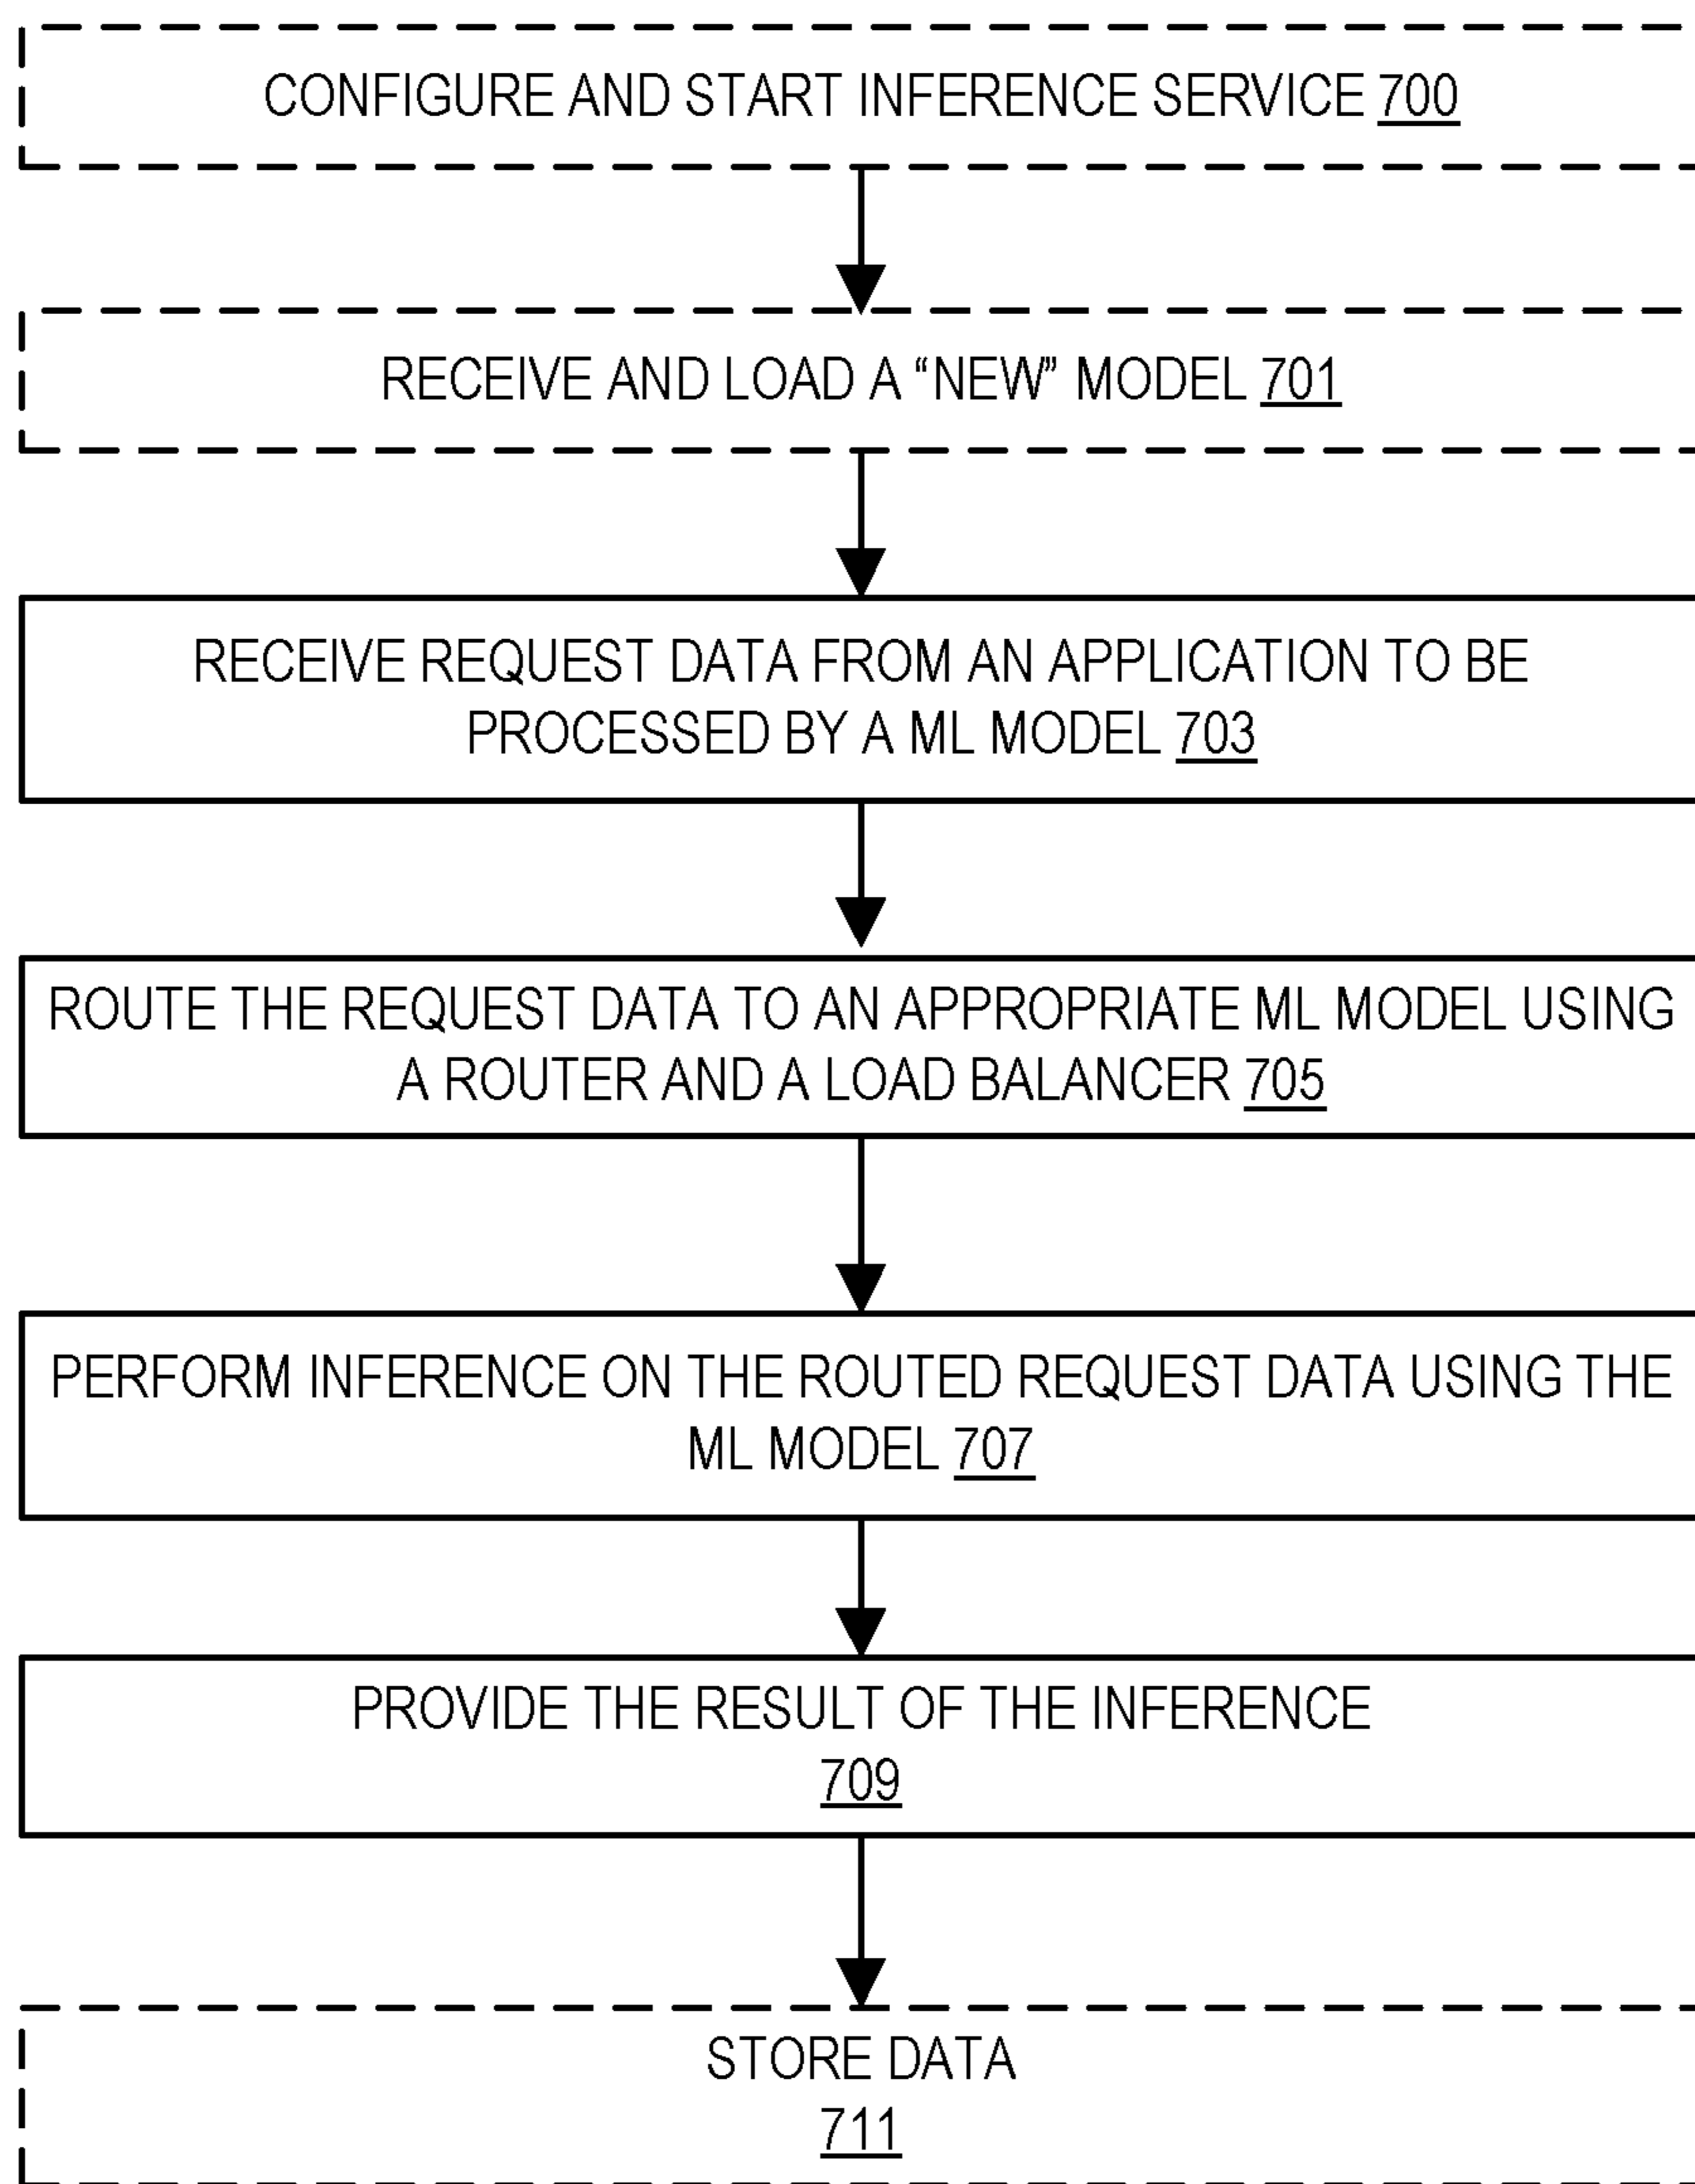 CONFIGURE AND START INFERENCE SERVICE 700
RECEIVE AND LOAD A “NEW” MODEL 701
RECEIVE REQUEST DATA FROM AN APPLICATION TO BE
PROCESSED BY A ML MODEL 703
ROUTE THE REQUEST DATA TO AN APPROPRIATE ML MODEL USING
A ROUTER AND A LOAD BALANCER 705
PERFORM INFERENCE ON THE ROUTED REQUEST DATA USING THE
ML MODEL 707
PROVIDE THE RESULT OF THE INFERENCE
709
STORE DATA
711